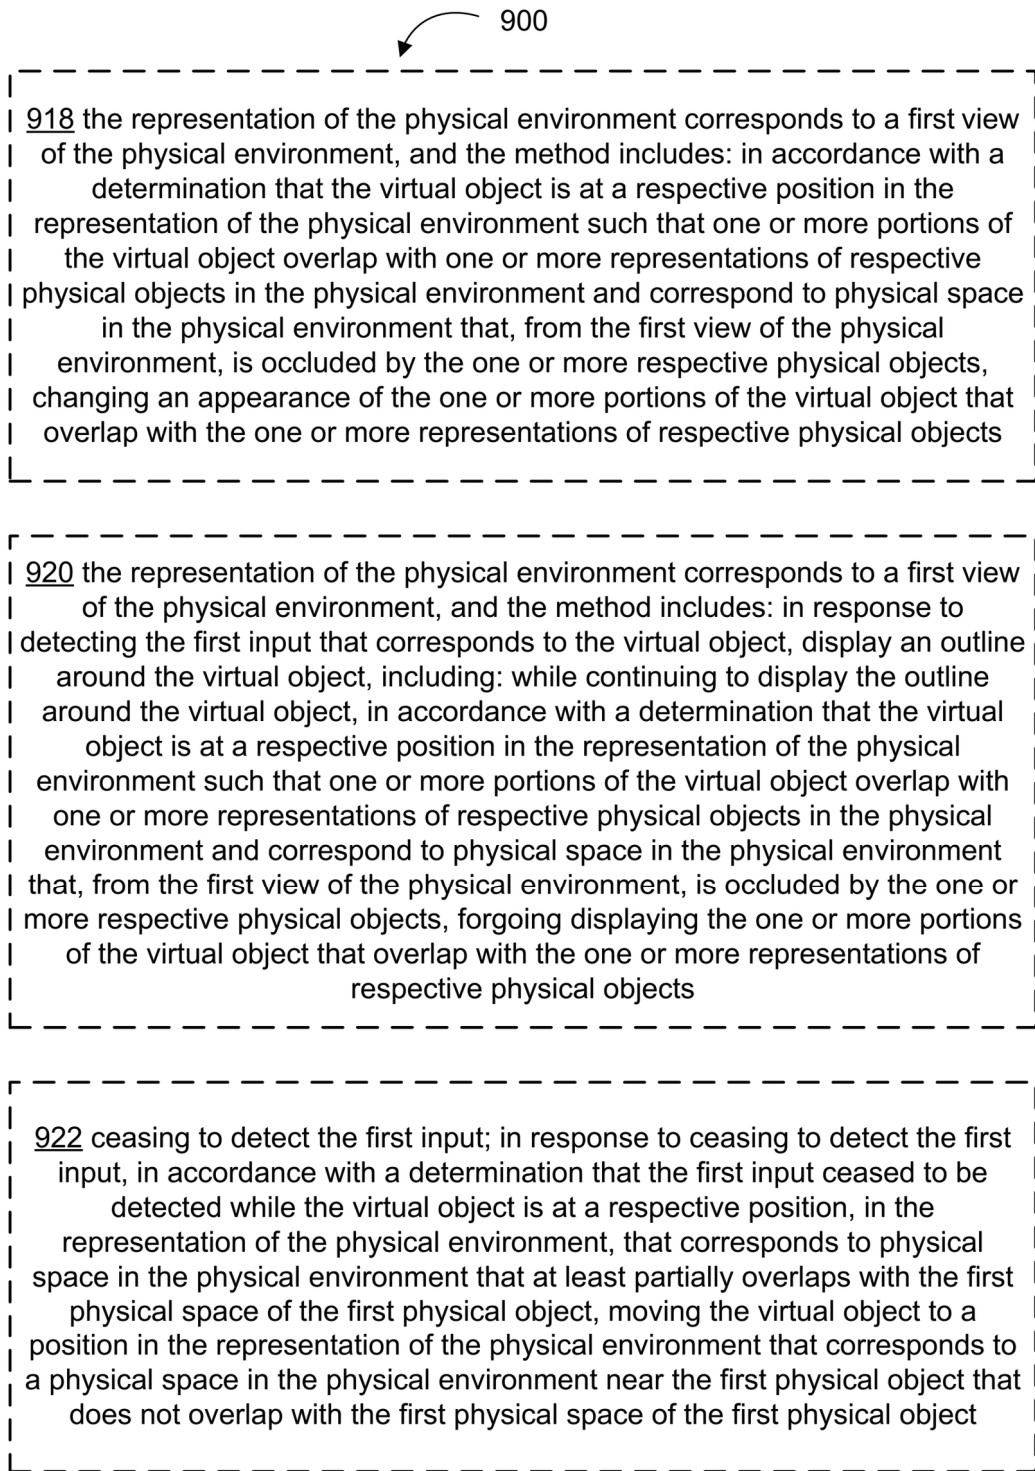 900
918 the representation of the physical environment corresponds to a first view
of the physical environment, and the method includes: in accordance with a
determination that the virtual object is at a respective position in the
representation of the physical environment such that one or more portions of
the virtual object overlap with one or more representations of respective
physical objects in the physical environment and correspond to physical space
in the physical environment that, from the first view of the physical
environment, is occluded by the one or more respective physical objects,
changing an appearance of the one or more portions of the virtual object that
overlap with the one or more representations of respective physical objects
920 the representation of the physical environment corresponds to a first view
of the physical environment, and the method includes: in response to
detecting the first input that corresponds to the virtual object, display an outline
around the virtual object, including: while continuing to display the outline
around the virtual object, in accordance with a determination that the virtual
object is at a respective position in the representation of the physical
environment such that one or more portions of the virtual object overlap with
one or more representations of respective physical objects in the physical
environment and correspond to physical space in the physical environment
that, from the first view of the physical environment, is occluded by the one or
more respective physical objects, forgoing displaying the one or more portions
of the virtual object that overlap with the one or more representations of
respective physical objects
922 ceasing to detect the first input; in response to ceasing to detect the first
input, in accordance with a determination that the first input ceased to be
detected while the virtual object is at a respective position, in the
representation of the physical environment, that corresponds to physical
space in the physical environment that at least partially overlaps with the first
physical space of the first physical object, moving the virtual object to a
position in the representation of the physical environment that corresponds to
a physical space in the physical environment near the first physical object that
does not overlap with the first physical space of the first physical object